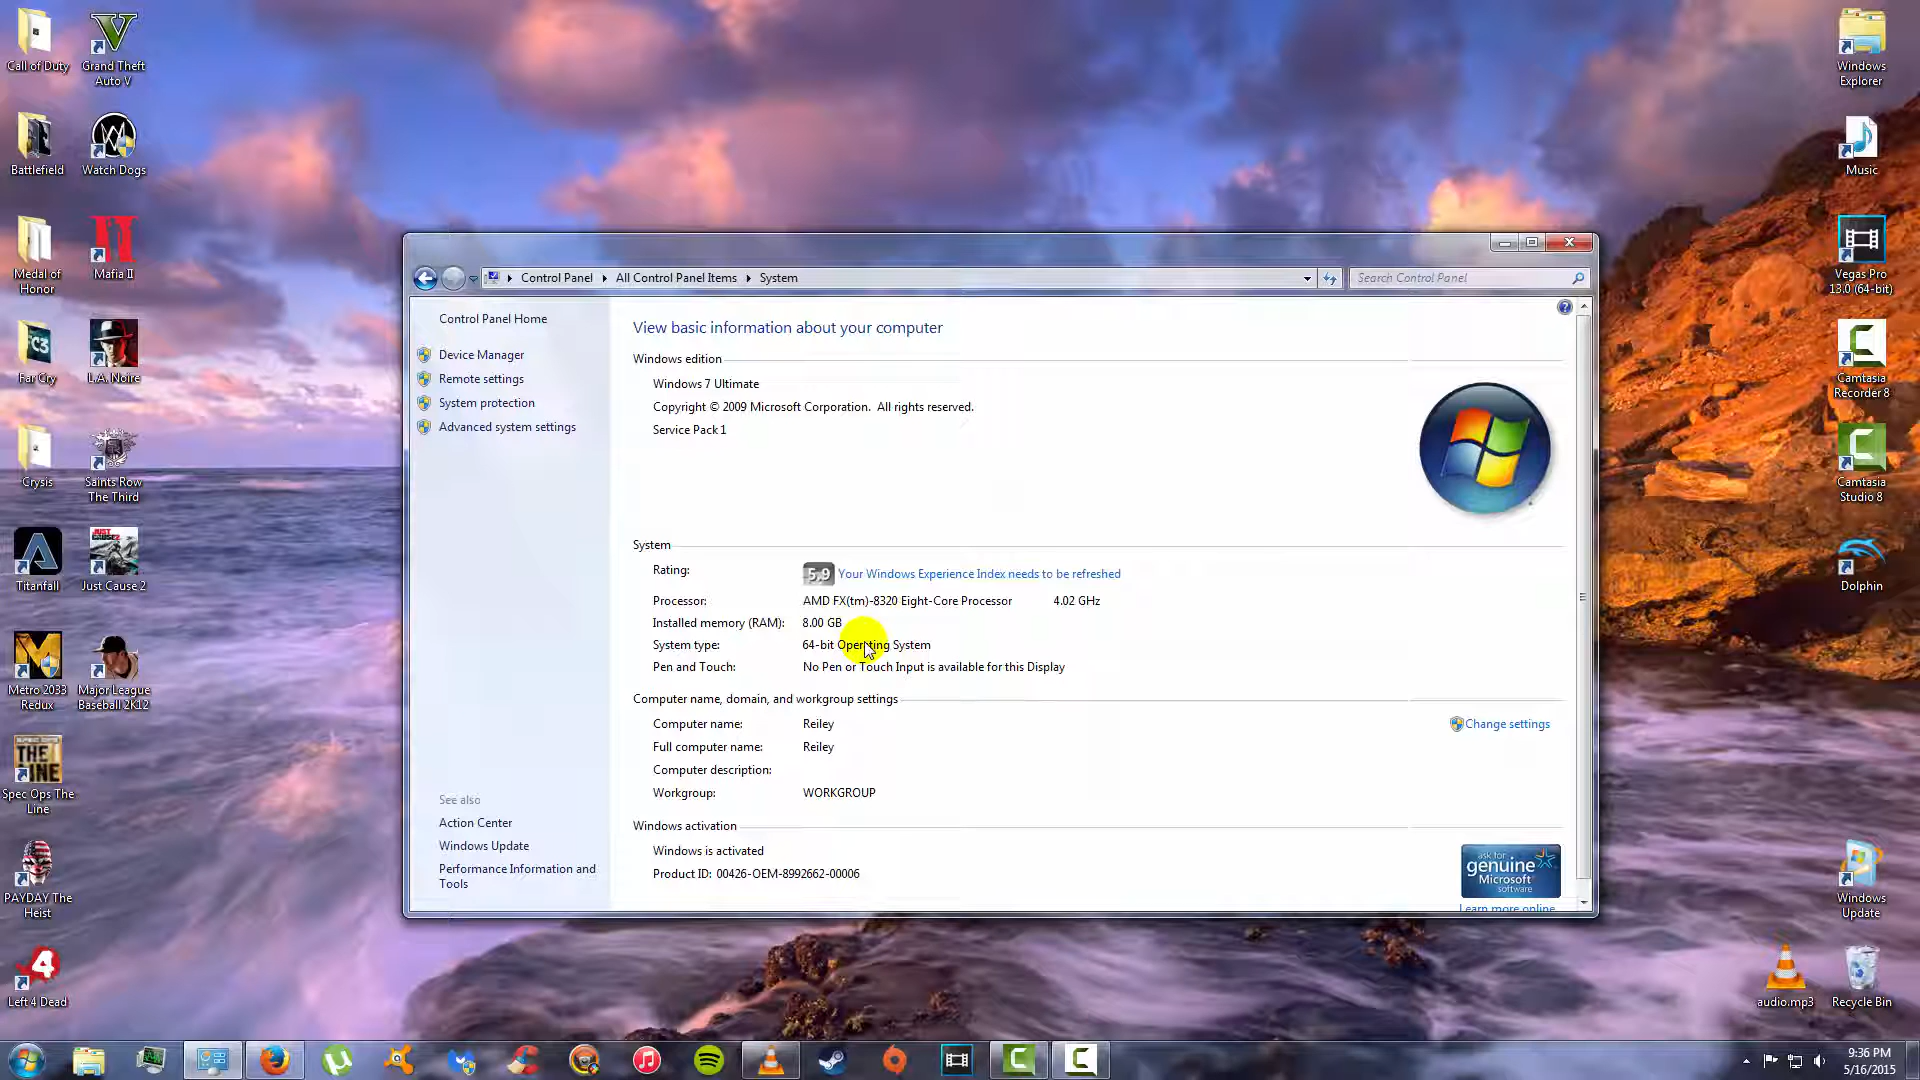 Call of Duty
Grand Theft
Auto V
Battlefield
Watch Dogs
Medal of
Honor
Mafia II
FC3
Far Cry
L.A. Noire
Crysis
Saints Row
The Third
Titanfall
JUST
CAUSE 2
Just Cause 2
Metro 2033
Redux
Major League
Baseball 2K12
SPEC OPS
THE
LINE
Spec Ops The
Line
PAYDAY The
Heist
4
Left 4 Dead
Windows
Explorer
Music
Vegas Pro
13.0 (64-bit)
Camtasia
Recorder 8
Camtasia
Studio 8
Dolphin
Windows
Update
audio.mp3
Recycle Bin
Control Panel
All Control Panel Items
System
Search Control Panel
Control Panel Home
Device Manager
Remote settings
System protection
Advanced system settings
See also
Action Center
Windows Update
Performance Information and
Tools
View basic information about your computer
Windows edition
Windows 7 Ultimate
Copyright © 2009 Microsoft Corporation. All rights reserved.
Service Pack 1
System
Rating:
5.9 Your Windows Experience Index needs to be refreshed
Processor: AMD FX(tm)-8320 Eight-Core Processor 4.02 GHz
Installed memory (RAM): 8.00 GB
System type: 64-bit Operating System
Pen and Touch: No Pen or Touch Input is available for this Display
Computer name, domain, and workgroup settings
Computer name: Reiley
Change settings
Full computer name: Reiley
Computer description:
Workgroup: WORKGROUP
Windows activation
Windows is activated
Product ID: 00426-OEM-8992662-00006
ask for
genuine
Microsoft
software
Learn more online
9:36 PM
5/16/2015